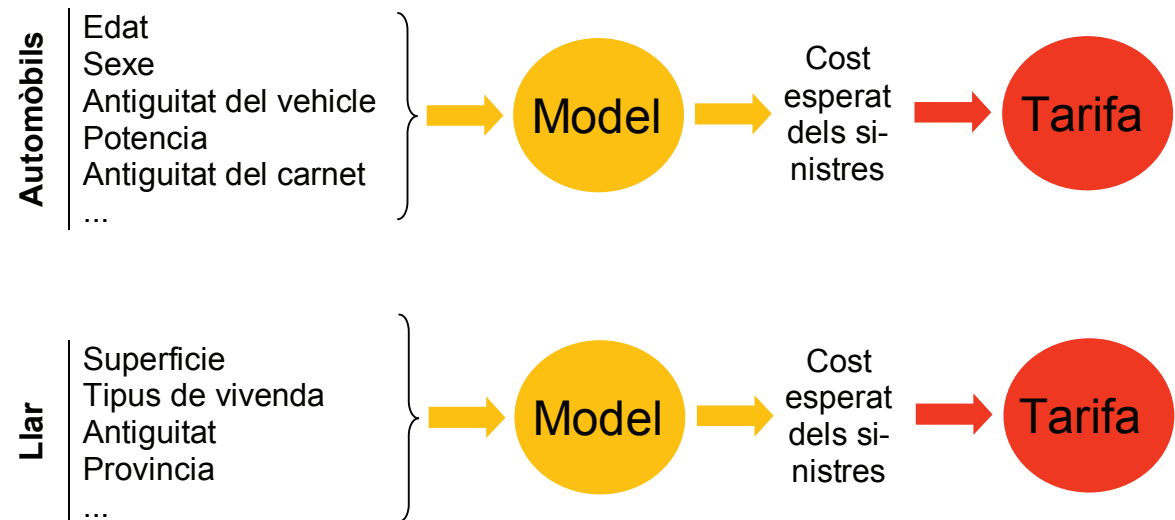 Automòbils
Edat
Sexe
Antiguitat del vehicle
Potencia
Antiguitat del carnet
...
Model
Cost
esperat
dels si-
nistres
Tarifa
Llar
Superficie
Tipus de vivenda
Antiguitat
Provincia
...
Model
Cost
esperat
dels si-
nistres
Tarifa